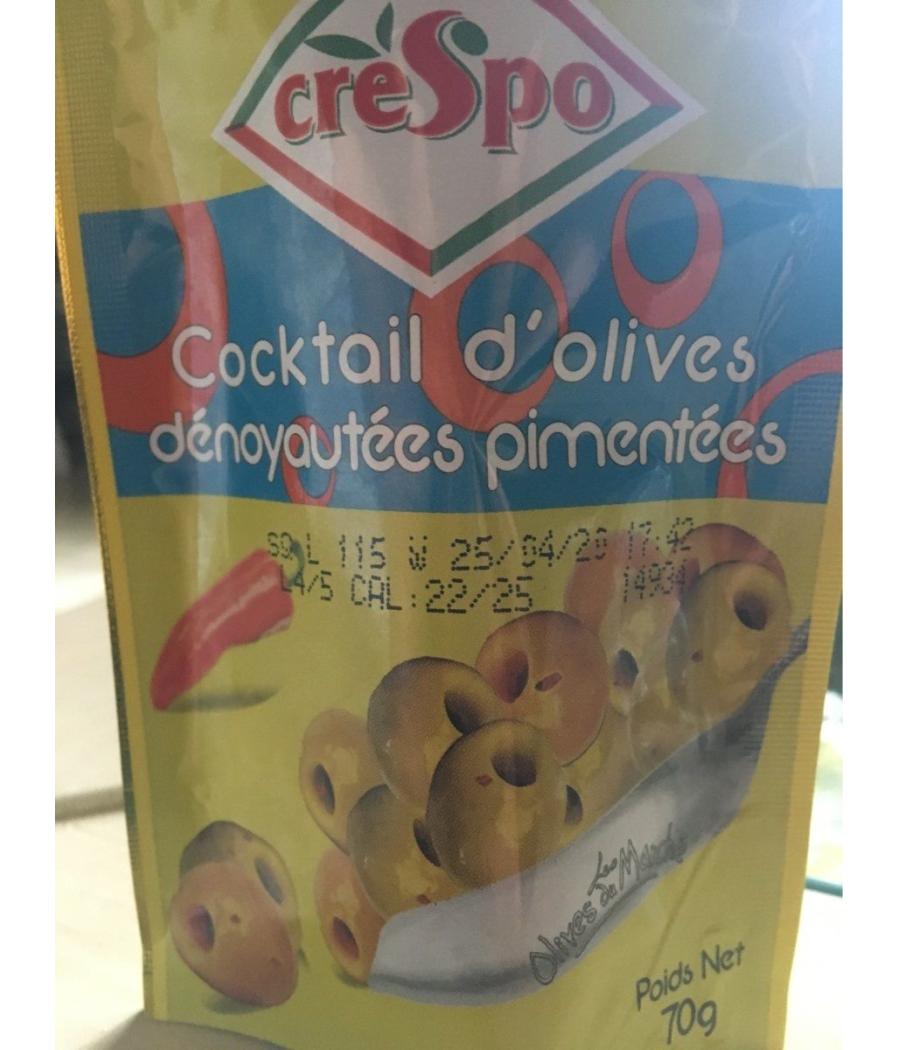 creSpo
Cocktail d'olives
dénoyautées pimentées
L 115 W 25/04/20 17:42
L4/5 CAL:22/25
Olives
du
Poids Net
70g